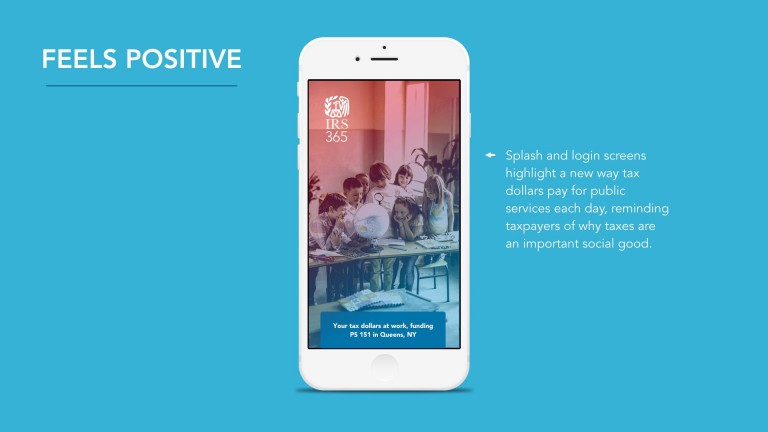 FEELS POSITIVE
IRS
365
Splash and login screens
highlight a new way tax
dollars pay for public
services each day, reminding
taxpayers of why taxes are
an important social good.
Your tax dollars at work, funding
PS 151 in Queens, NY